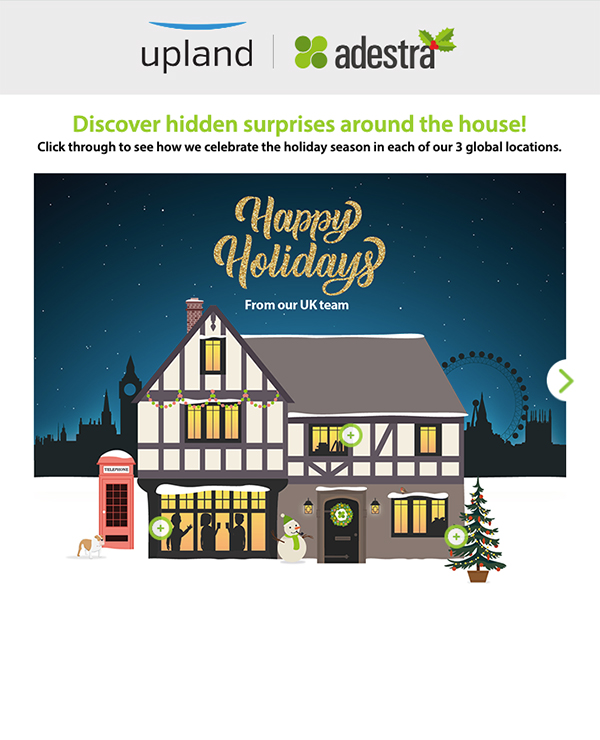 upland
adestra
Discover hidden surprises around the house!
Click through to see how we celebrate the holiday season in each of our 3 global locations.
Happy
Holidays
From our UK team
TELEPHONE